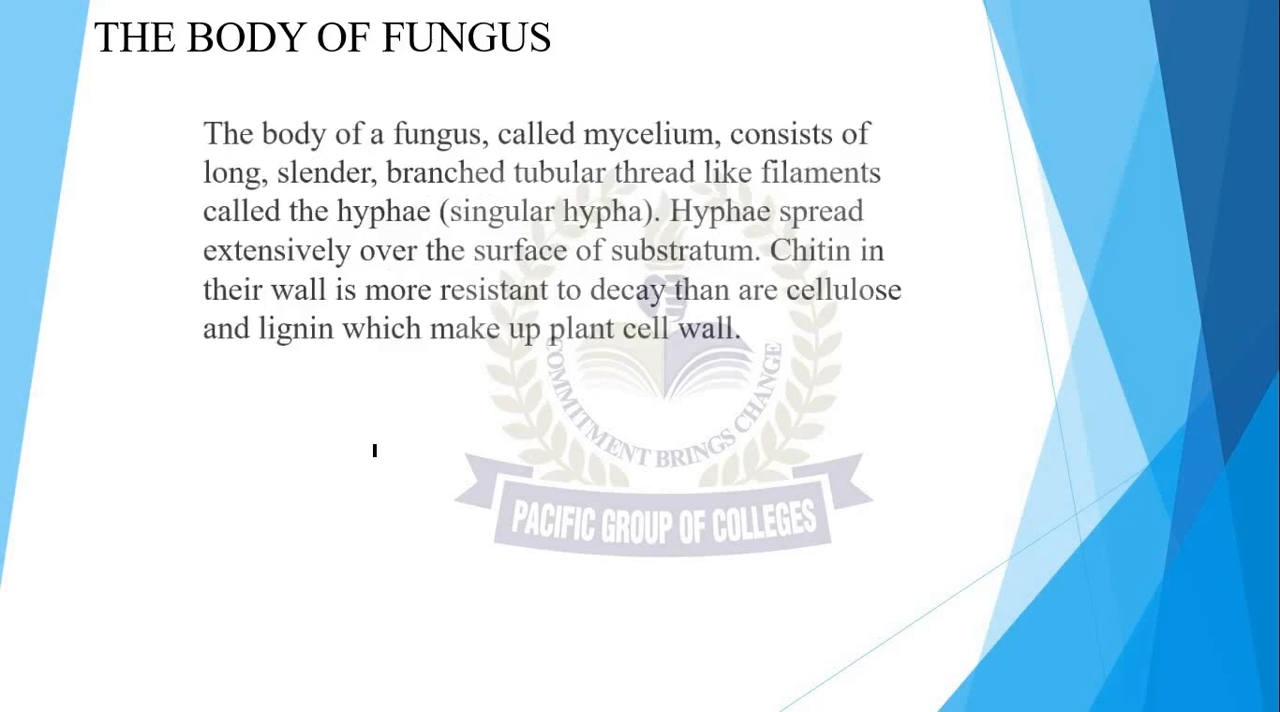 THE BODY OF FUNGUS
The body of a fungus, called mycelium, consists of
long, slender, branched tubular thread like filaments
called the hyphae (singular hypha). Hyphae spread
extensively over the surface of substratum. Chitin in
their wall is more resistant to decay than are cellulose
and lignin which make up plant cell wall.
COMMITMENT BRINGS CHANGE
PACIFIC GROUP OF COLLEGES